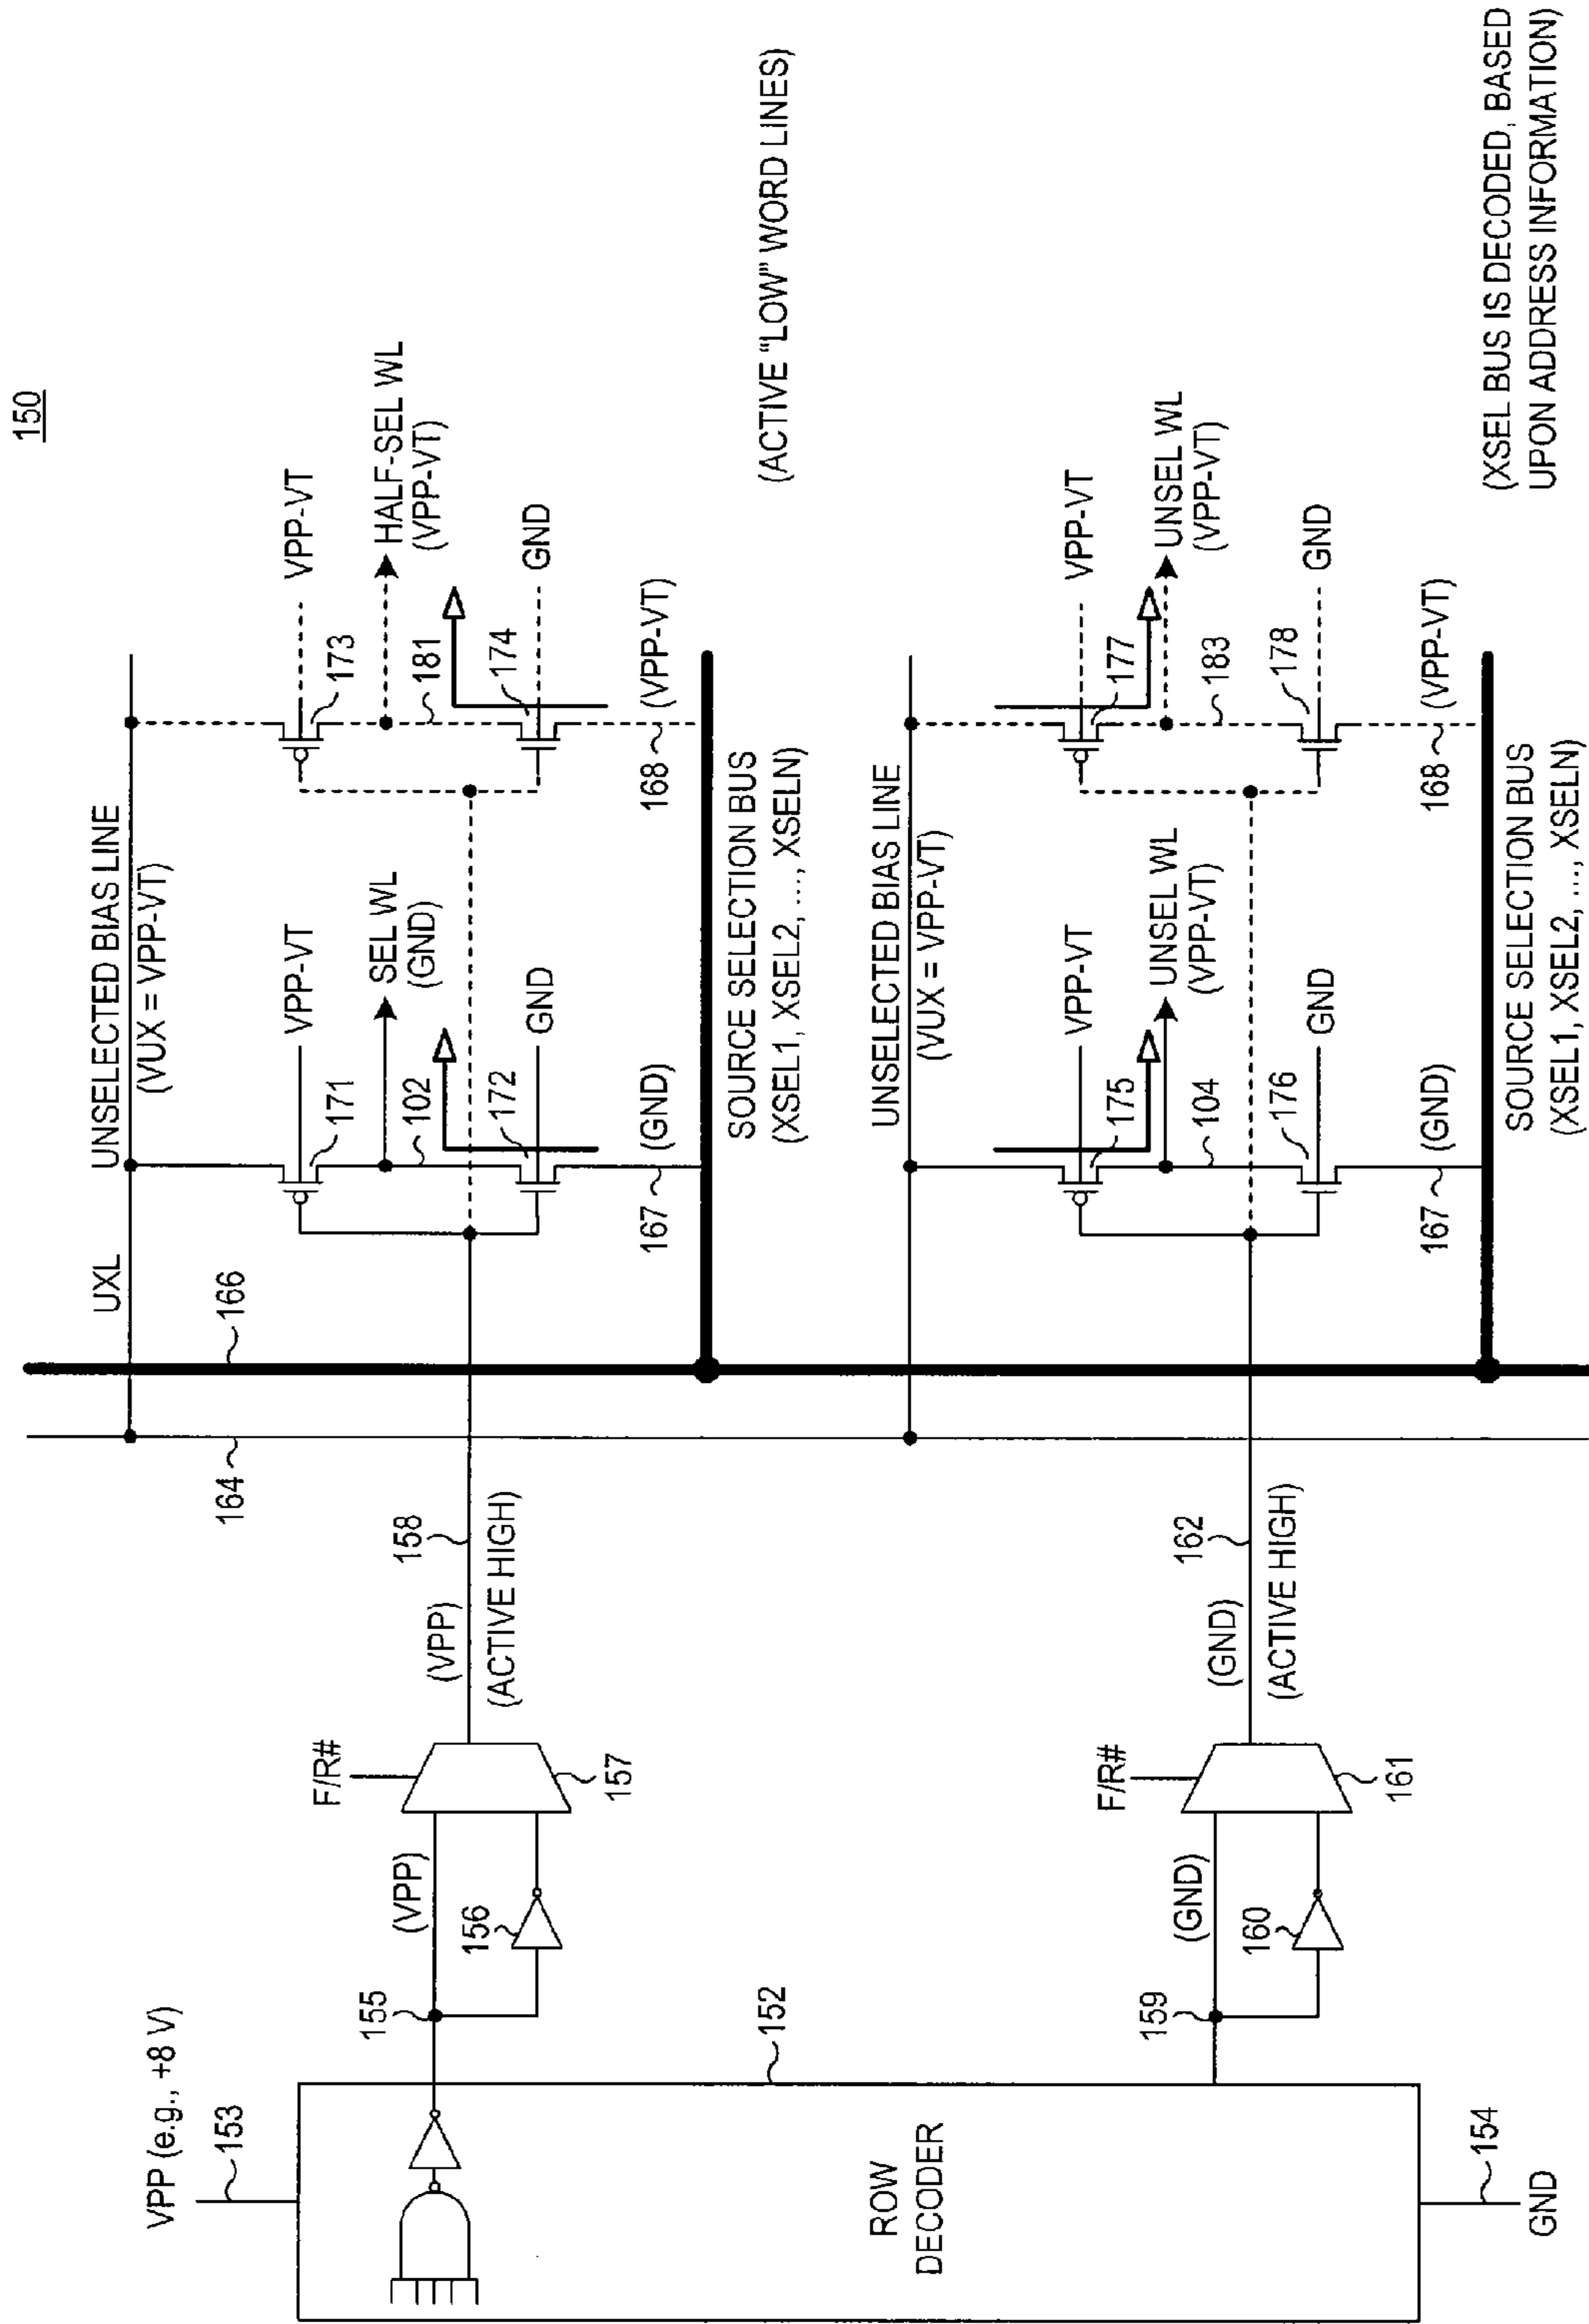 150
VPP (e.g., +8 V)
153
ROW
DECODER
152
154
GND
155
(VPP)
156
F/R#
157
158
(VPP)
(ACTIVE HIGH)
159
(GND)
160
F/R#
161
162
(GND)
(ACTIVE HIGH)
164
166
UXL
UNSELECTED BIAS LINE
(VUX = VPP-VT)
VPP-VT
171
SEL WL
(GND)
102
172
GND
167
(GND)
VPP-VT
173
HALF-SEL WL
(VPP-VT)
181
174
GND
168
(VPP-VT)
SOURCE SELECTION BUS
(XSEL1, XSEL2, ..., XSELN)
(ACTIVE "LOW" WORD LINES)
UNSELECTED BIAS LINE
(VUX = VPP-VT)
VPP-VT
175
UNSEL WL
(VPP-VT)
104
176
GND
167
(GND)
VPP-VT
177
UNSEL WL
(VPP-VT)
183
178
GND
168
(VPP-VT)
SOURCE SELECTION BUS
(XSEL1, XSEL2, ..., XSELN)
(XSEL BUS IS DECODED, BASED
UPON ADDRESS INFORMATION)